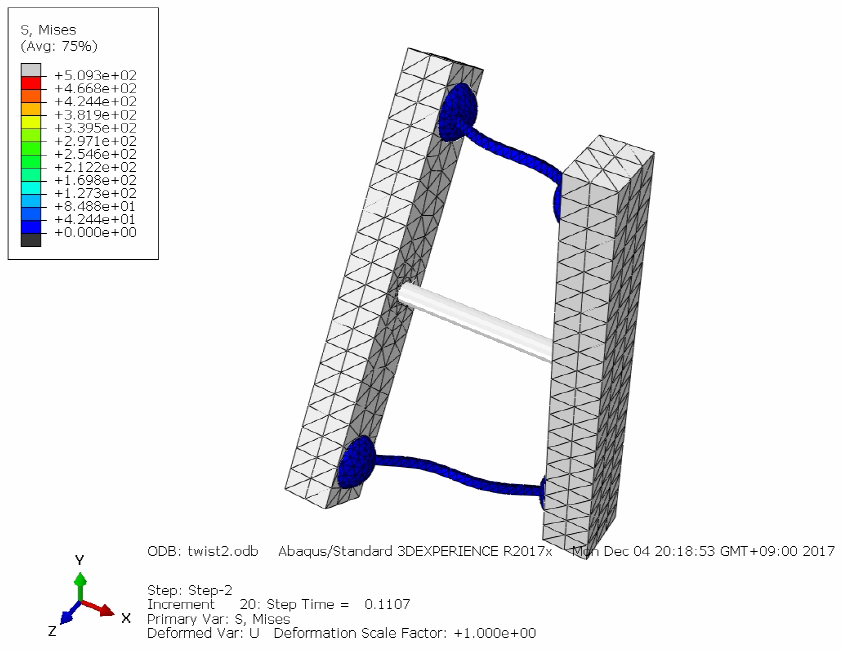 S, Mises
(Avg: 75%)
+5.093e+02
+4.668e+02
+4.244e+02
+3.819e+02
+3.395e+02
+2.971e+02
+2.546e+02
+2.122e+02
+1.698e+02
+1.273e+02
+8.488e+01
+4.244e+01
+0.000e+00
ODB: twist2.odb Abaqus/Standard 3DEXPERIENCE R2017x Mon Dec 04 20:18:53 GMT+09:00 2017
Y
X
Z
Step: Step-2
Increment 20: Step Time = 0.1107
Primary Var: S, Mises
Deformed Var: U Deformation Scale Factor: +1.000e+00